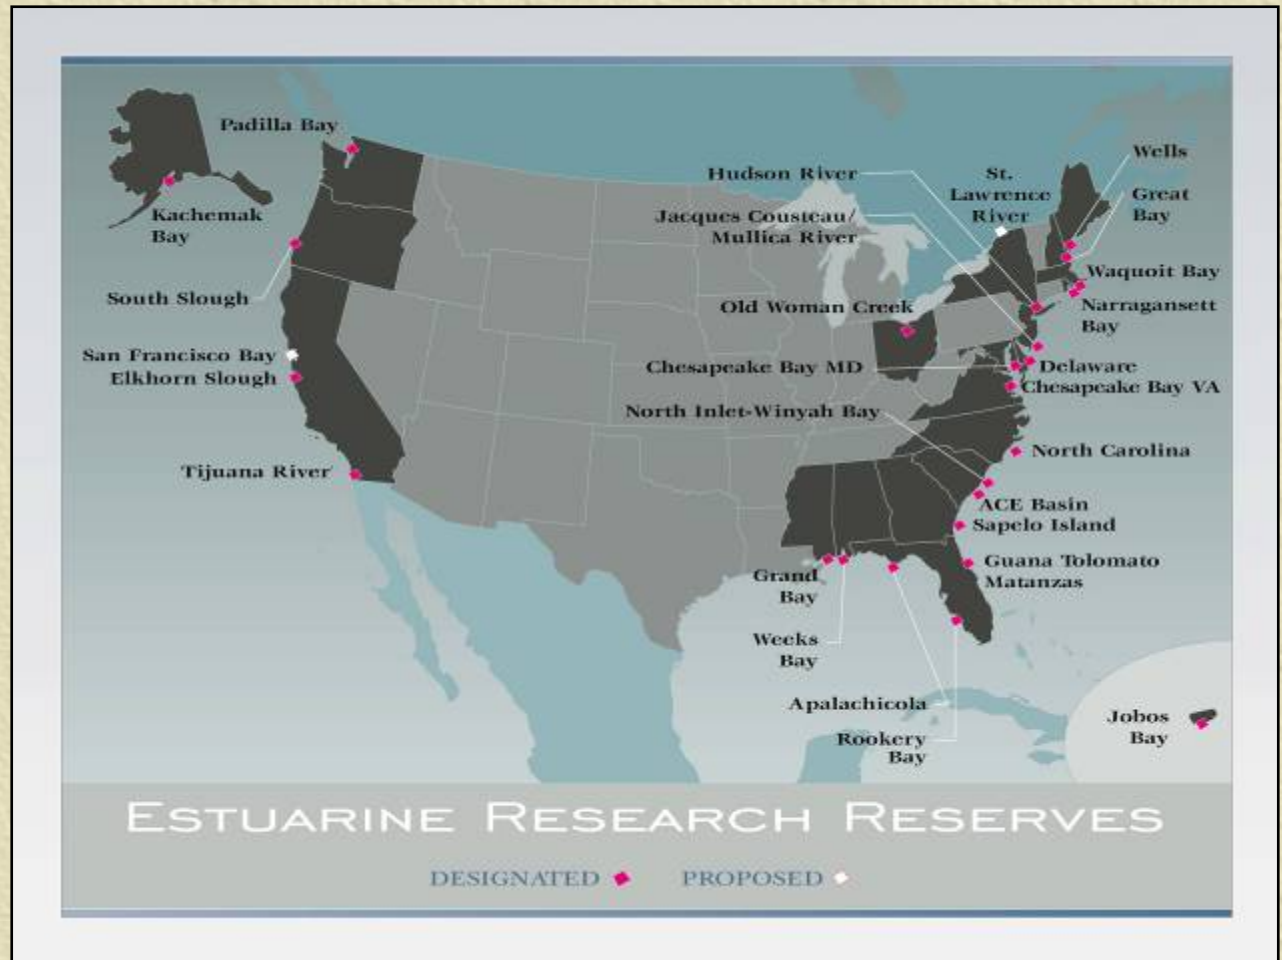 Padilla Bay
Kachemak
Bay
South Slough
San Francisco Bay
Elkhorn Slough
Tijuana River
Hudson River
Jacques Cousteau/
Mullica River
St.
Lawrence
River
Wells
Great
Bay
Waquoit Bay
Narragansett
Bay
Old Woman Creek
Chesapeake Bay MD
Delaware
Chesapeake Bay VA
North Inlet-Winyah Bay
North Carolina
ACE Basin
Sapelo Island
Guana Tolomato
Matanzas
Grand
Bay
Weeks
Bay
Apalachicola
Rookery
Bay
Jobos
Bay
ESTUARINE RESEARCH RESERVES
DESIGNATED PROPOSED